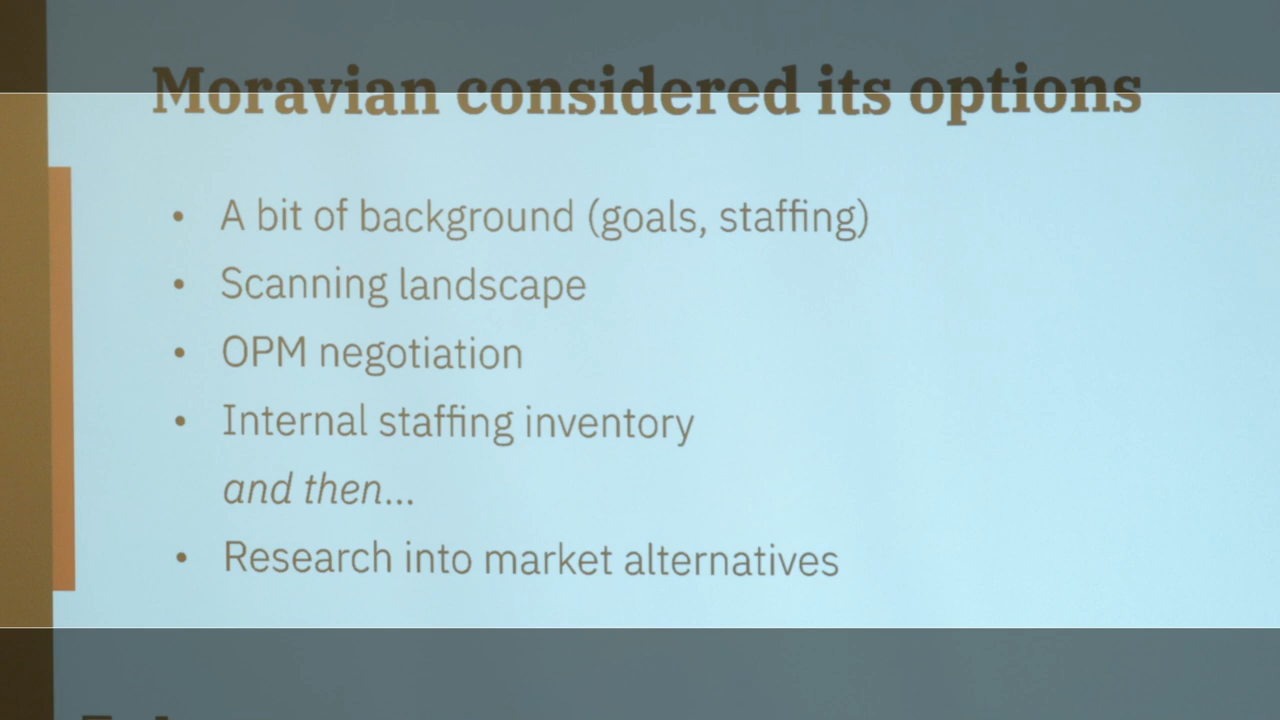 Moravian considered its options
• A bit of background (goals, staffing)
• Scanning landscape
• OPM negotiation
• Internal staffing inventory
and then...
• Research into market alternatives